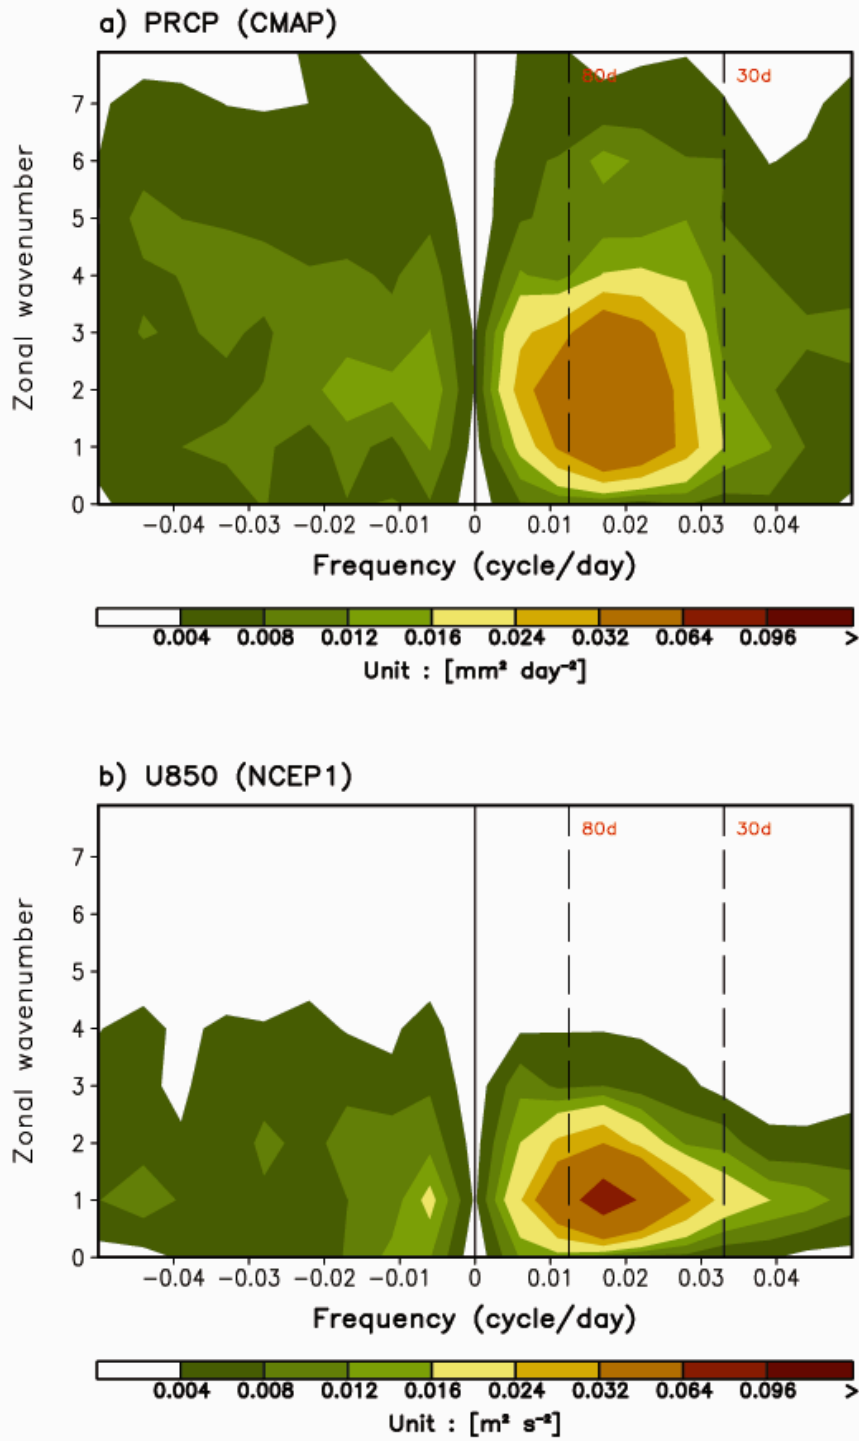 a) PRCP (CMAP)
80d 30d
7
6
5
4
3
2
1
0
Zonal wavenumber
−0.04 −0.03 −0.02 −0.01 0 0.01 0.02 0.03 0.04
Frequency (cycle/day)
0.004 0.008 0.012 0.016 0.024 0.032 0.064 0.096 >
Unit : [mm² day⁻²]
b) U850 (NCEP1)
80d 30d
7
6
5
4
3
2
1
0
Zonal wavenumber
−0.04 −0.03 −0.02 −0.01 0 0.01 0.02 0.03 0.04
Frequency (cycle/day)
0.004 0.008 0.012 0.016 0.024 0.032 0.064 0.096 >
Unit : [m² s⁻²]